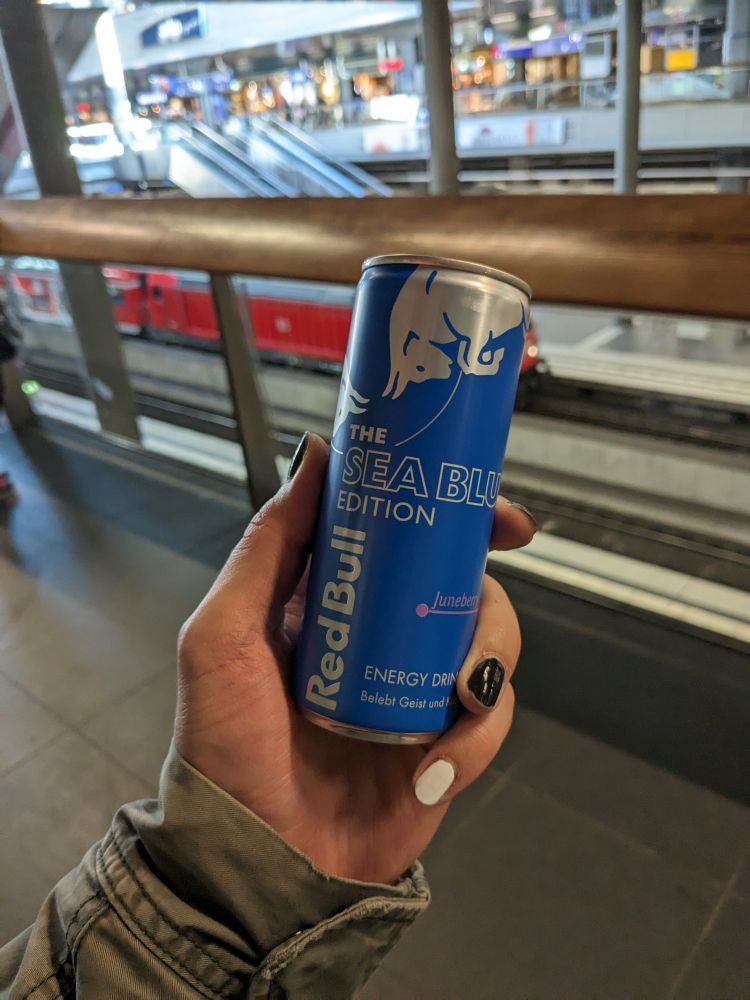 THE
SEA BLU
EDITION
Red Bull
Juneber
ENERGY DRIN
Belebt Geist und